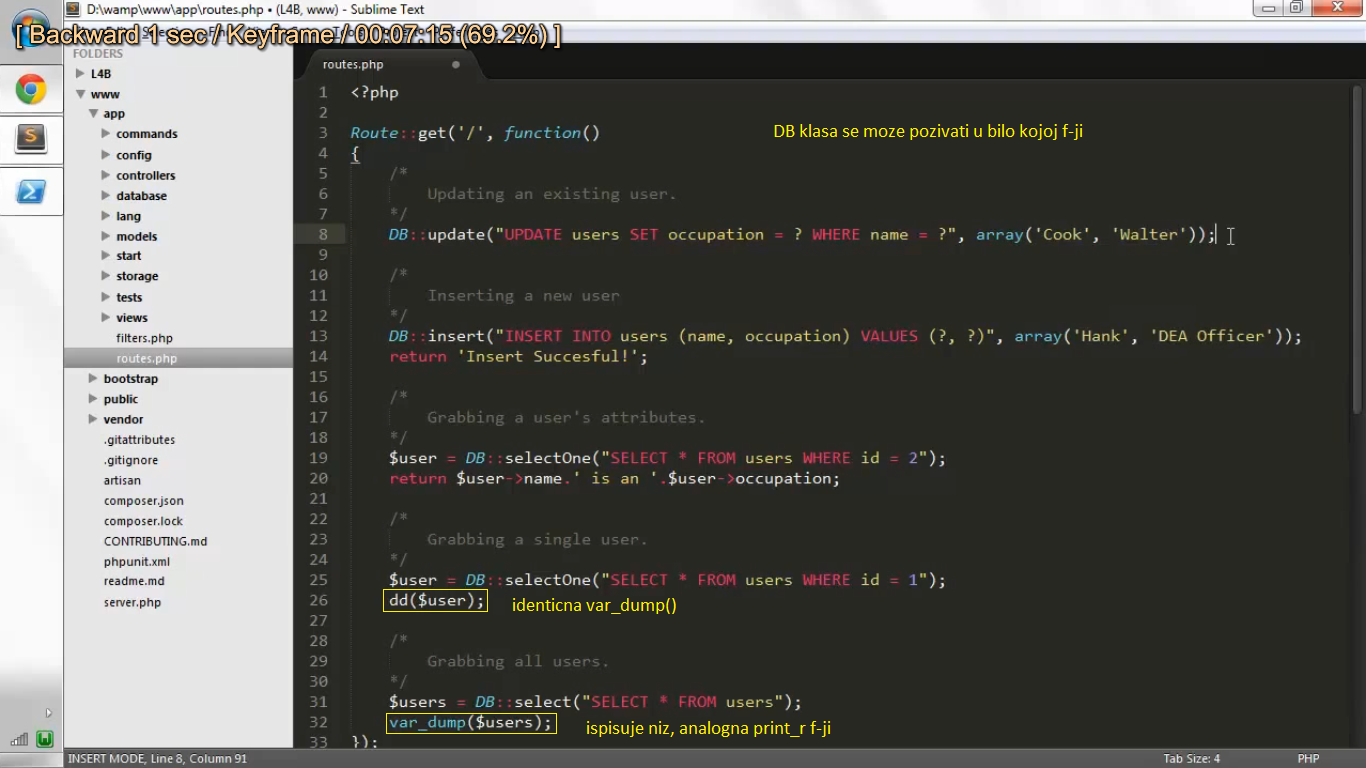 D:\wamp\www\app\routes.php • (L4B, www) - Sublime Text
[ Backward 1 sec / Keyframe / 00:07:15 (69.2%) ]
FOLDERS
L4B
www
app
commands
config
controllers
database
lang
models
start
storage
tests
views
filters.php
routes.php
bootstrap
public
vendor
.gitattributes
.gitignore
artisan
composer.json
composer.lock
CONTRIBUTING.md
phpunit.xml
readme.md
server.php
routes.php
1 <?php
2
3 Route::get('/', function()
DB klasa se moze pozivati u bilo kojoj f-ji
4 {
5 /*
6 Updating an existing user.
7 */
8 DB::update("UPDATE users SET occupation = ? WHERE name = ?", array('Cook', 'Walter'));
9
10 /*
11 Inserting a new user
12 */
13 DB::insert("INSERT INTO users (name, occupation) VALUES (?, ?)", array('Hank', 'DEA Officer'));
14 return 'Insert Succesful!';
15
16 /*
17 Grabbing a user's attributes.
18 */
19 $user = DB::selectOne("SELECT * FROM users WHERE id = 2");
20 return $user->name.' is an '.$user->occupation;
21
22 /*
23 Grabbing a single user.
24 */
25 $user = DB::selectOne("SELECT * FROM users WHERE id = 1");
26 dd($user);
identicna var_dump()
27
28 /*
29 Grabbing all users.
30 */
31 $users = DB::select("SELECT * FROM users");
32 var_dump($users);
ispisuje niz, analogna print_r f-ji
33 });
INSERT MODE, Line 8, Column 91
Tab Size: 4
PHP